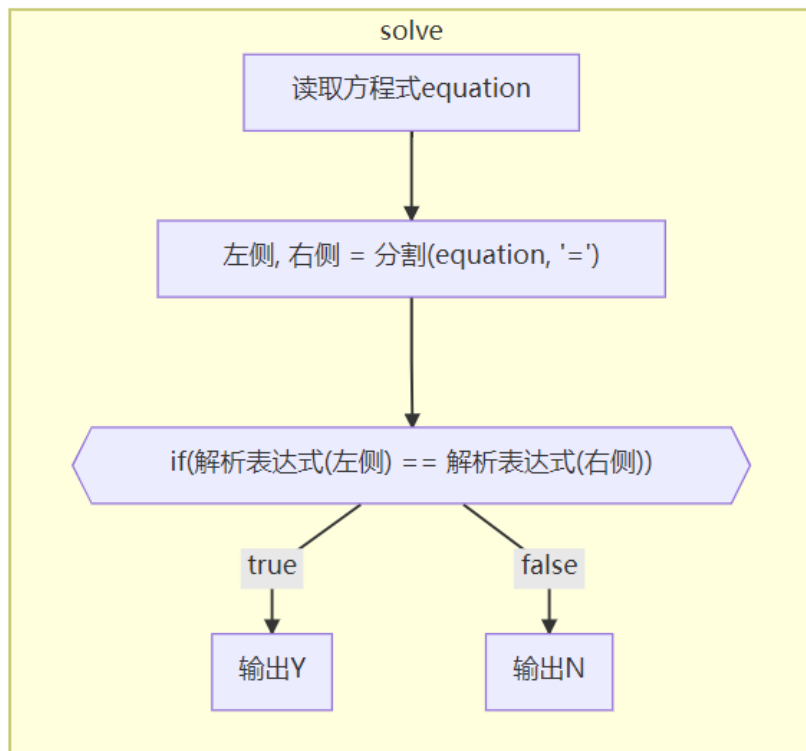 solve
读取方程式equation
左侧, 右侧 = 分割(equation, '=')
if(解析表达式(左侧) == 解析表达式(右侧))
true
false
输出Y
输出N